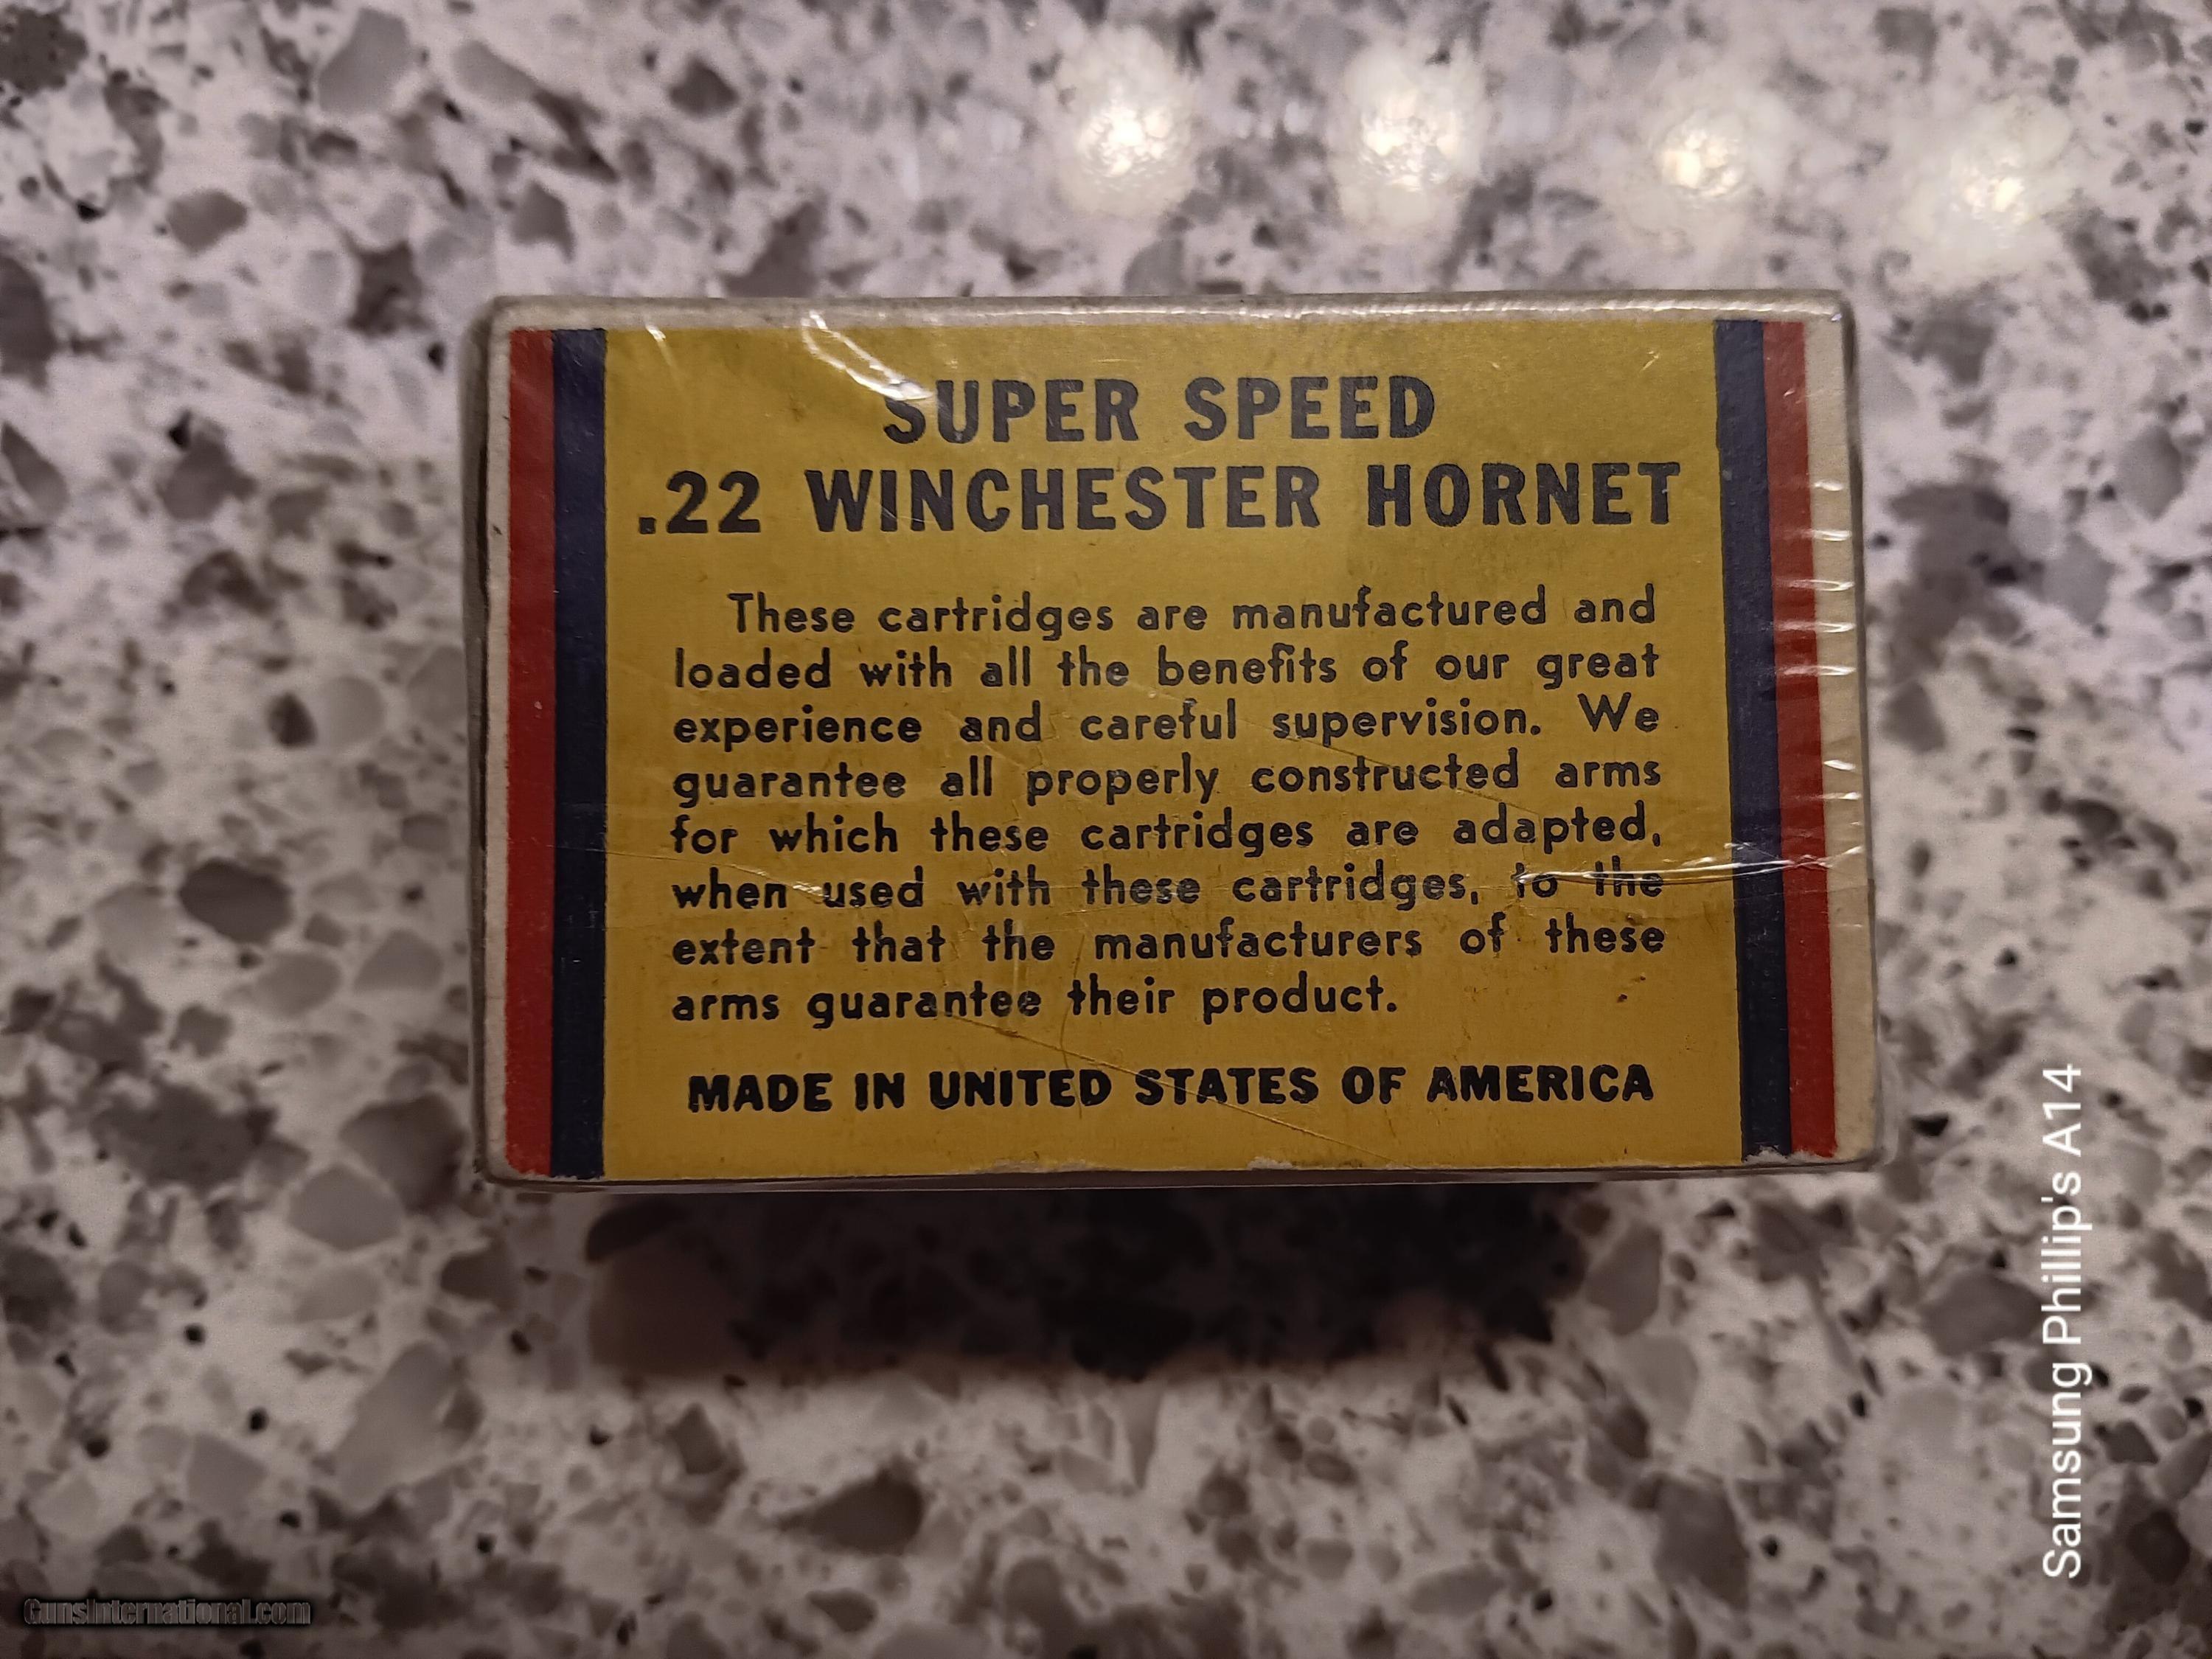 SUPER SPEED
.22 WINCHESTER HORNET
These cartridges are manufactured and
loaded with all the benefits of our great
experience and careful supervision. We
guarantee all properly constructed arms
for which these cartridges are adapted,
when used with these cartridges, to the
extent that the manufacturers of these
arms guarantee their product.
MADE IN UNITED STATES OF AMERICA
Samsung Phillip's A14
GunsInternational.com